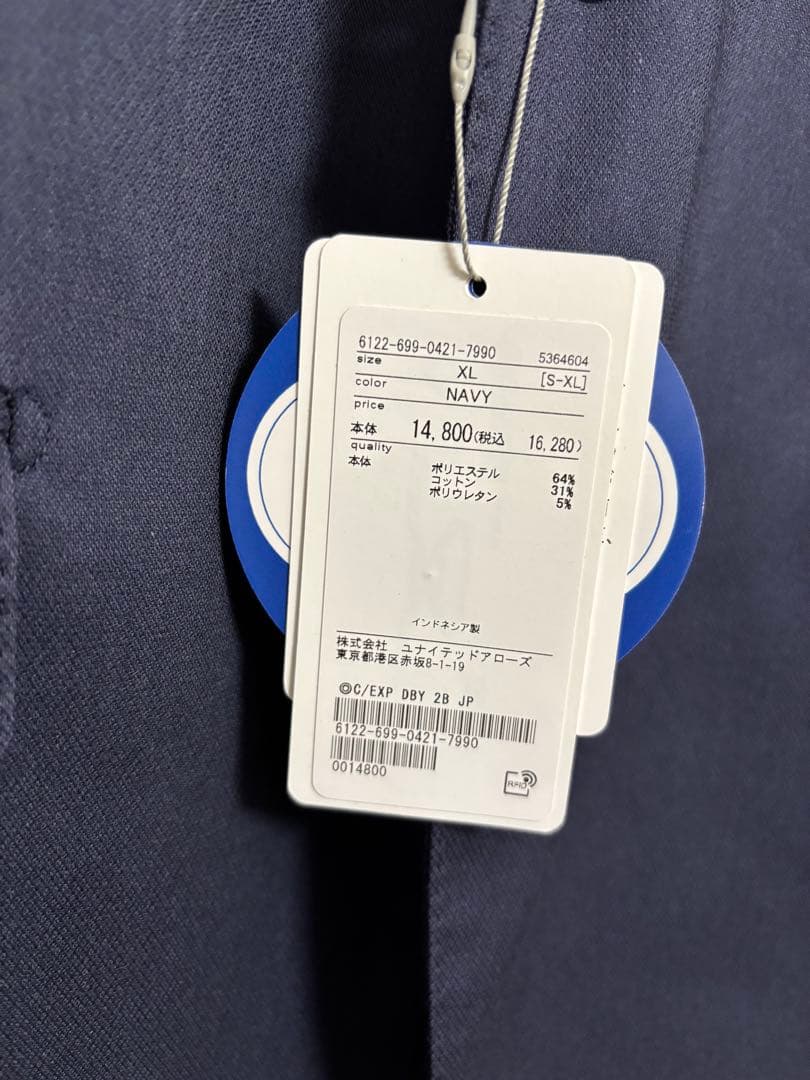 6122-699-0421-7990 5364604
size XL [S-XL]
color NAVY
price
本体 14,800(税込 16,280)
quality
本体 ポリエステル 64%
コットン 31%
ポリウレタン 5%
インドネシア製
株式会社 ユナイテッドアローズ
東京都港区赤坂8-1-19
◎C/EXP DBY 2B JP
6122-699-0421-7990
0014800
RFID